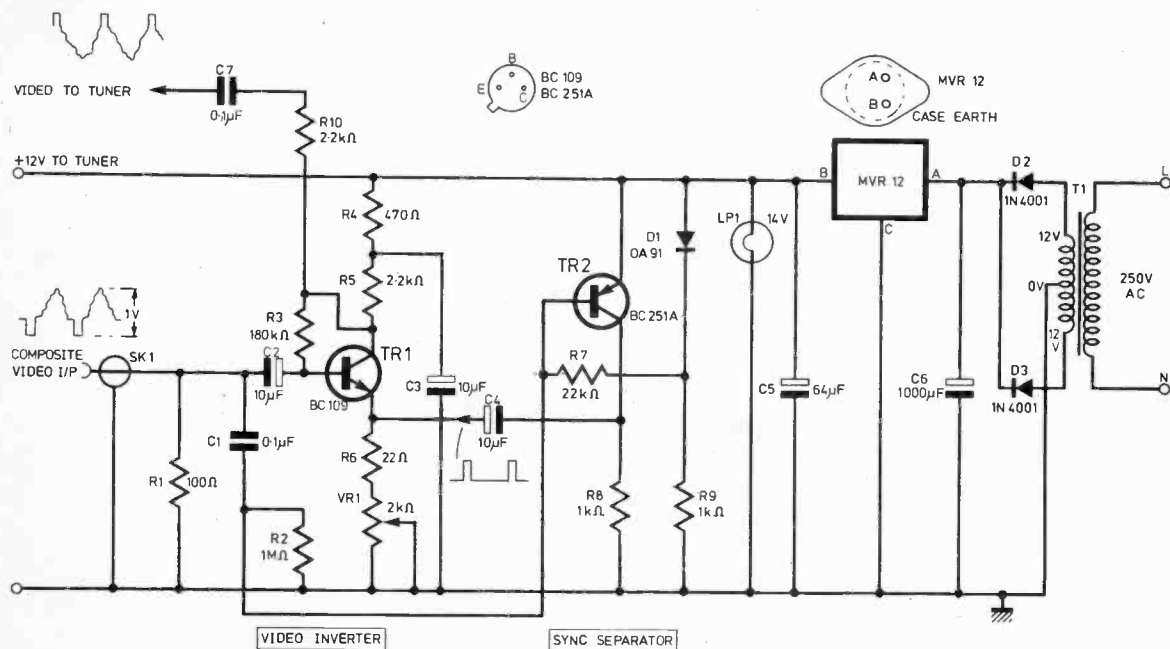 C7
VIDEO TO TUNER
0·1µF
R10
2·2kΩ
B
E
C
BC 109
BC 251A
A
B
MVR 12
CASE EARTH
+12V TO TUNER
R4
470Ω
R5
2·2kΩ
B
MVR 12
A
C
D2
1N 4001
T1
L
12V
0V
12
V
250V
AC
N
D3
1N 4001
LP1
14V
D1
OA 91
TR2
BC 251A
1V
COMPOSITE
VIDEO I/P
SK1
R3
180kΩ
C2
10µF
TR1
BC109
C3
10µF
C4
10µF
R7
22kΩ
C5
64µF
C6
1000µF
C1
0·1µF
R1
100Ω
R6
22Ω
VR1
2kΩ
R2
1MΩ
R8
1kΩ
R9
1kΩ
VIDEO INVERTER
SYNC SEPARATOR